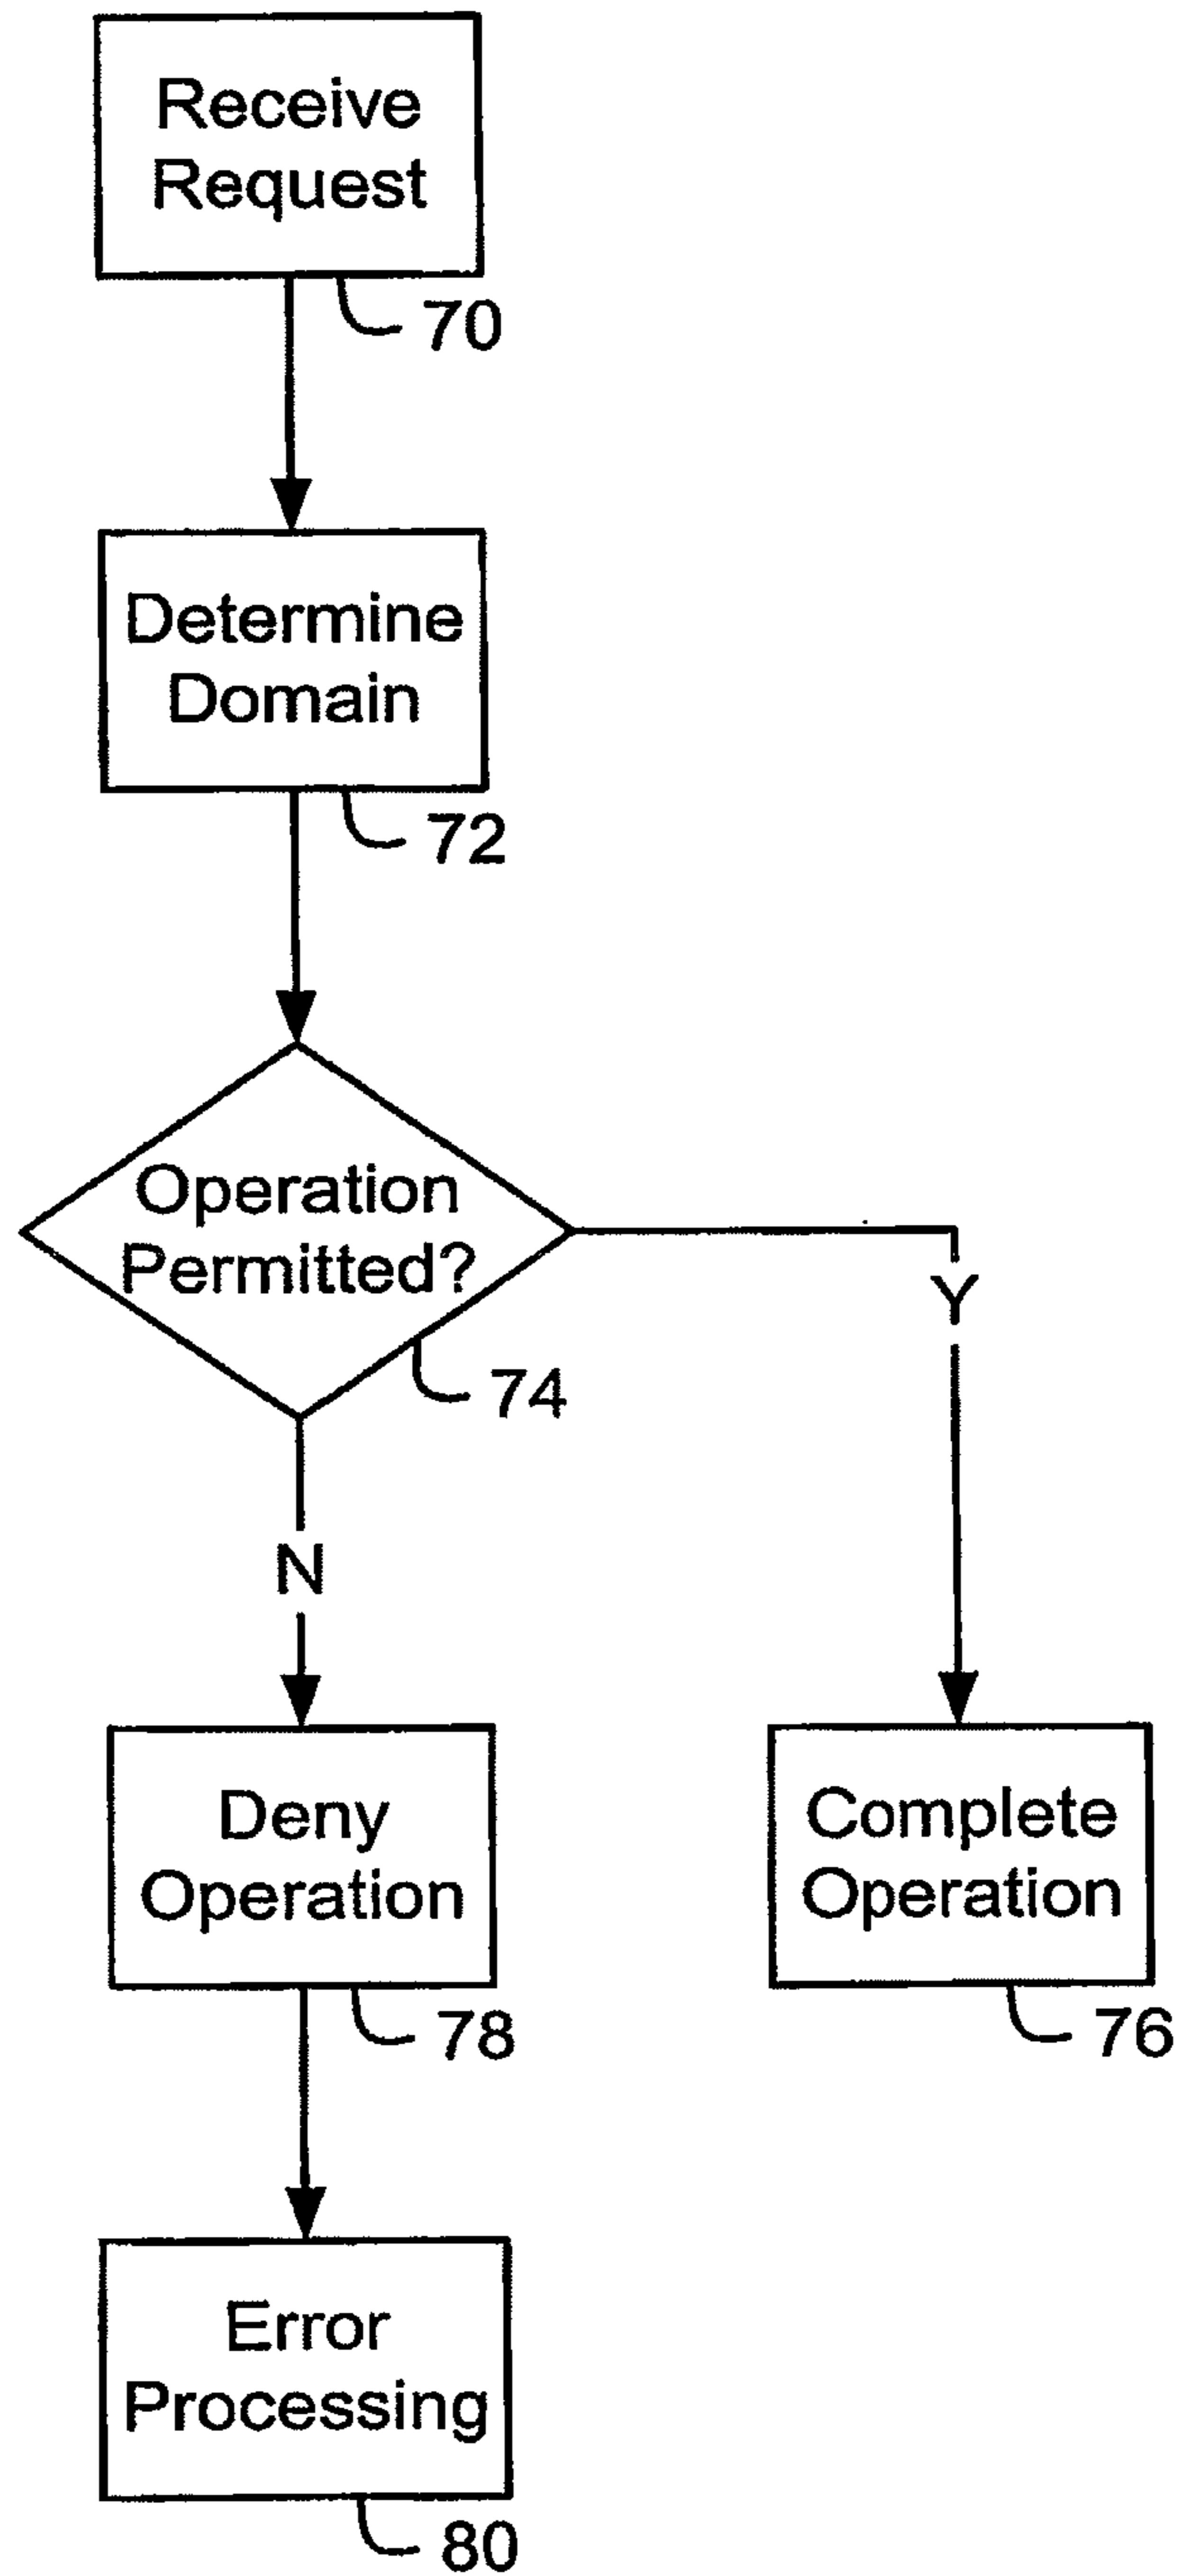 Receive
Request
70
Determine
Domain
72
Operation
Permitted?
74
Y
N
Deny
Operation
78
Complete
Operation
76
Error
Processing
80